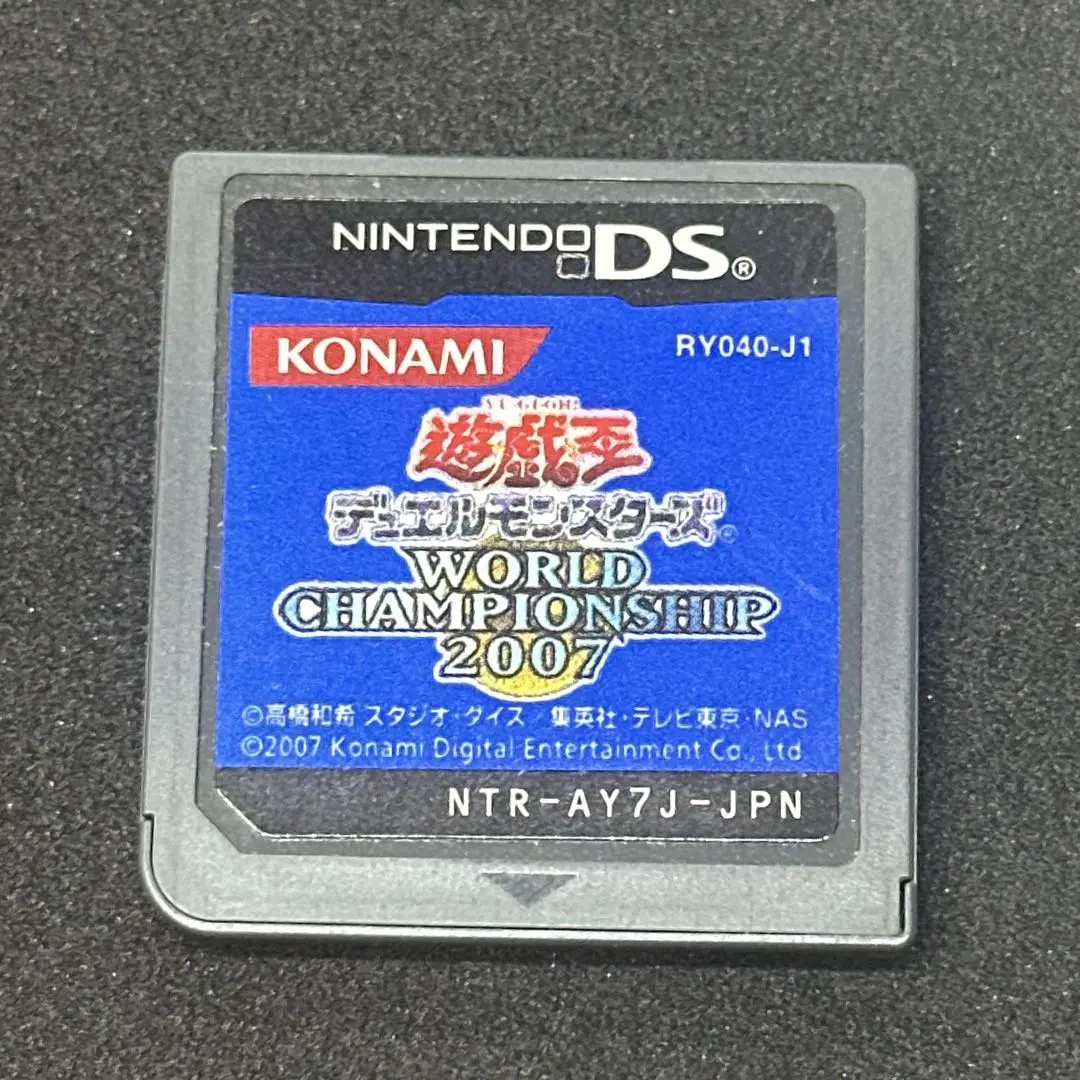 NINTENDO DS®
KONAMI
RY040-J1
YU-GI-OH!
遊戯王
デュエルモンスターズ®
WORLD
CHAMPIONSHIP
2007
©高橋和希 スタジオ・ダイス／集英社・テレビ東京・NAS
©2007 Konami Digital Entertainment Co., Ltd
NTR-AY7J-JPN